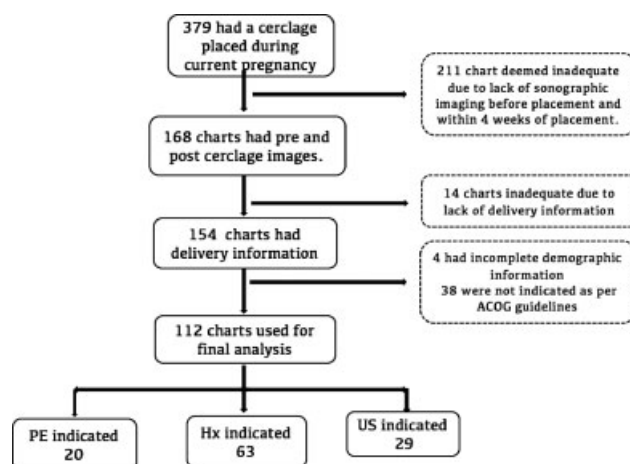 379 had a cerclage
placed during
current pregnancy
211 chart deemed inadequate
due to lack of sonographic
imaging before placement and
within 4 weeks of placement.
168 charts had pre and
post cerclage images.
14 charts inadequate due to
lack of delivery information
154 charts had
delivery information
4 had incomplete demographic
information
38 were not indicated as per
ACOG guidelines
112 charts used for
final analysis
PE indicated
20
Hx indicated
63
US indicated
29